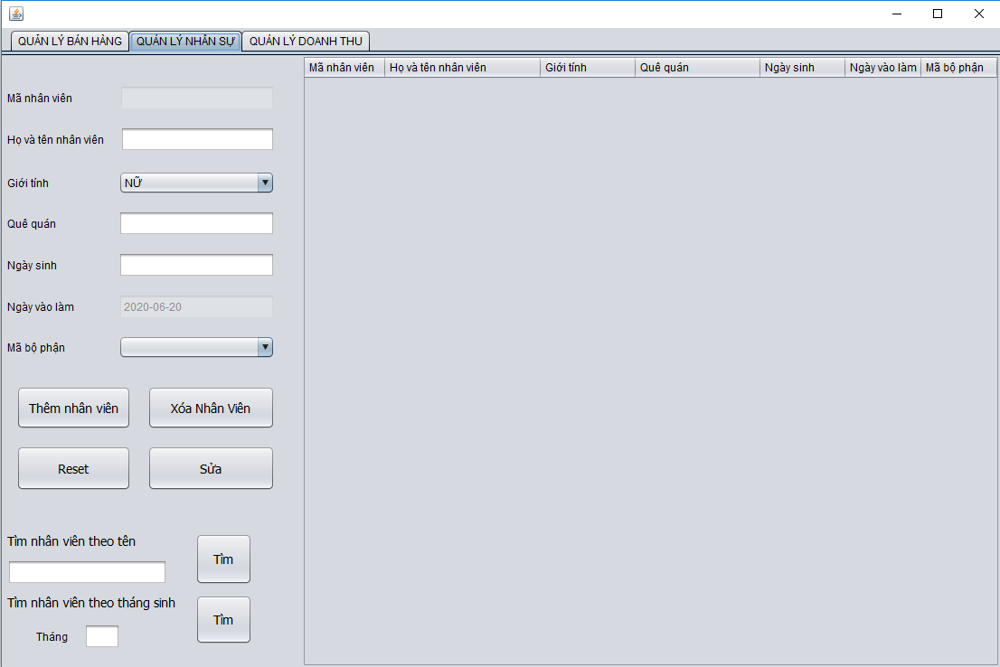 QUẢN LÝ BÁN HÀNG QUẢN LÝ NHÂN SỰ QUẢN LÝ DOANH THU
Mã nhân viên Họ và tên nhân viên Giới tính Quê quán Ngày sinh Ngày vào làm Mã bộ phận
Mã nhân viên
Họ và tên nhân viên
Giới tính NỮ
Quê quán
Ngày sinh
Ngày vào làm 2020-06-20
Mã bộ phận
Thêm nhân viên Xóa Nhân Viên
Reset Sửa
Tìm nhân viên theo tên
Tìm
Tìm nhân viên theo tháng sinh
Tìm
Tháng